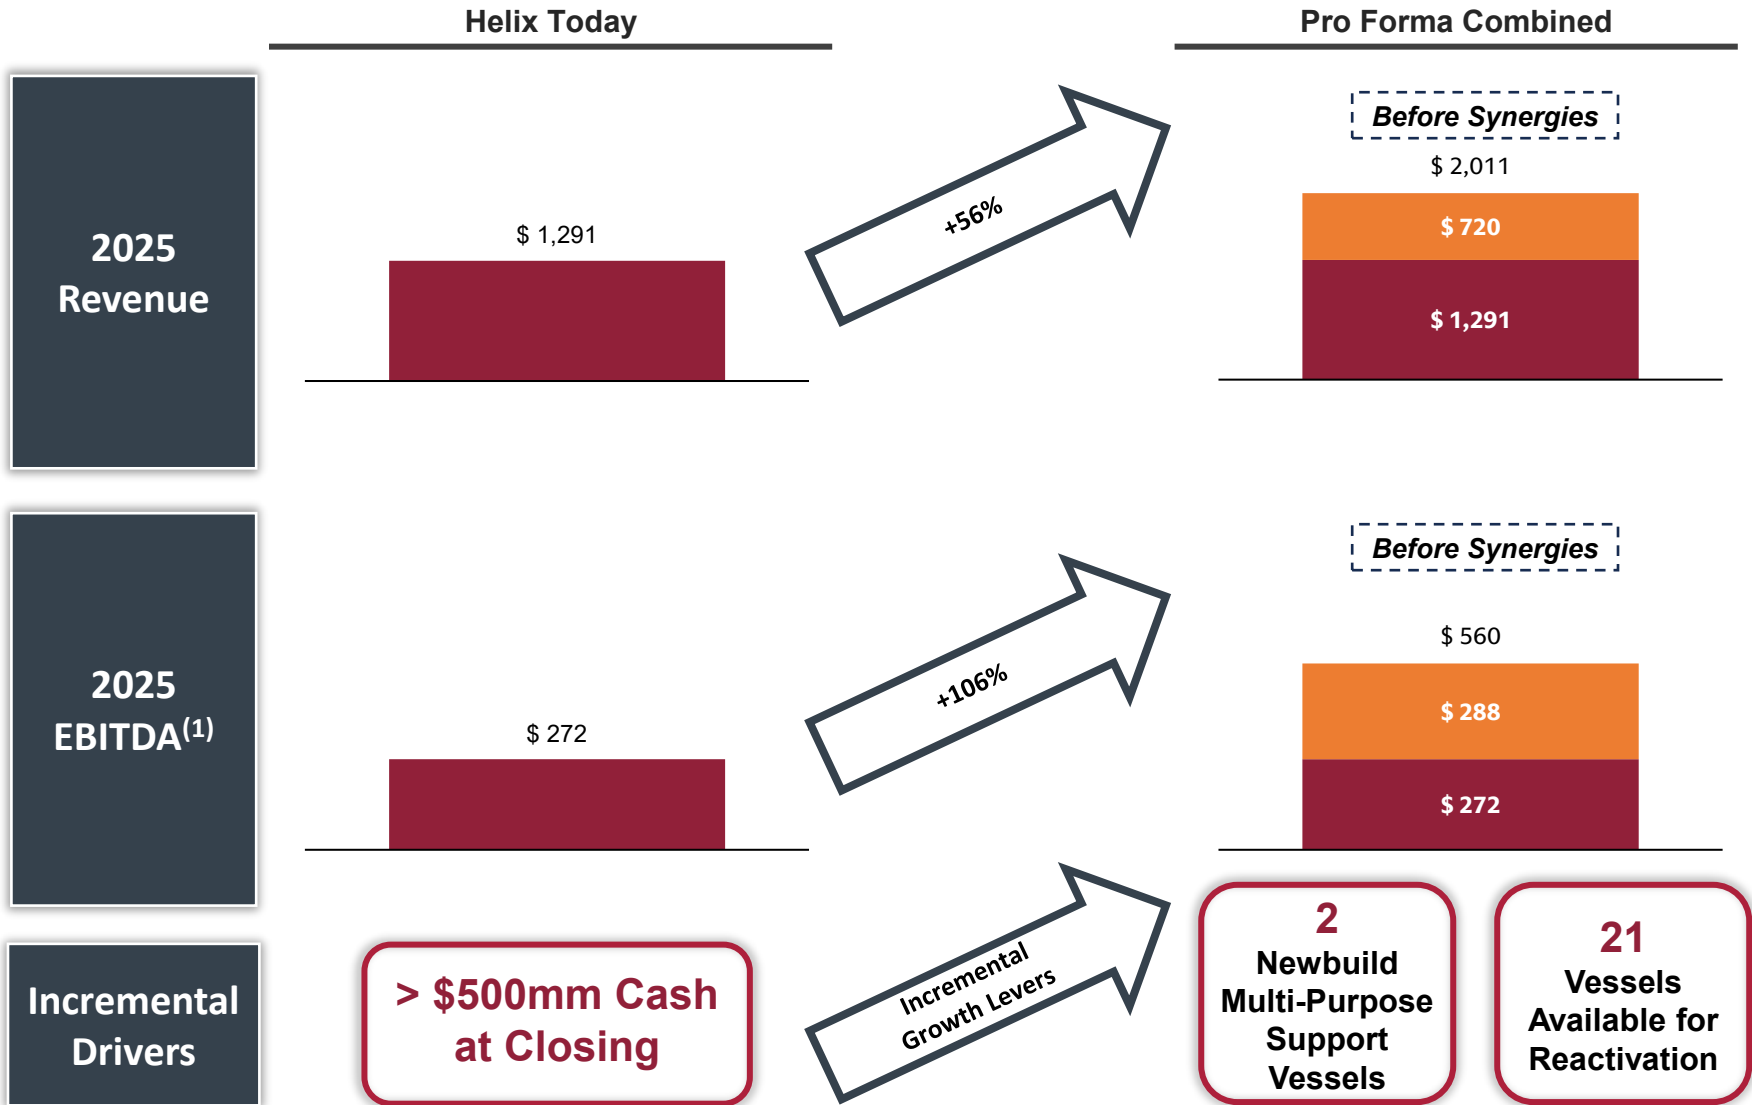 Helix Today
Pro Forma Combined
2025
Revenue
$ 1,291
+56%
Before Synergies
$ 2,011
$ 720
$ 1,291
2025
EBITDA(1)
$ 272
+106%
Before Synergies
$ 560
$ 288
$ 272
Incremental
Drivers
> $500mm Cash
at Closing
Incremental
Growth Levers
2
Newbuild
Multi-Purpose
Support
Vessels
21
Vessels
Available for
Reactivation